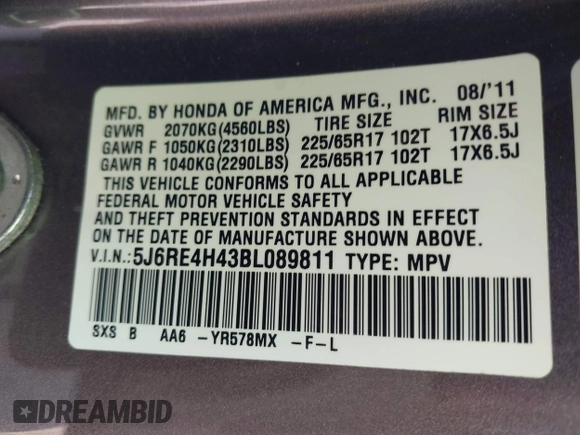 MFD. BY HONDA OF AMERICA MFG., INC. 08/'11
GVWR 2070KG(4560LBS) TIRE SIZE RIM SIZE
GAWR F 1050KG(2310LBS) 225/65R17 102T 17X6.5J
GAWR R 1040KG(2290LBS) 225/65R17 102T 17X6.5J
THIS VEHICLE CONFORMS TO ALL APPLICABLE
FEDERAL MOTOR VEHICLE SAFETY
AND THEFT PREVENTION STANDARDS IN EFFECT
ON THE DATE OF MANUFACTURE SHOWN ABOVE.
V.I.N.:5J6RE4H43BL089811 TYPE: MPV
SXS B AA6 -YR578MX -F-L
DREAMBID